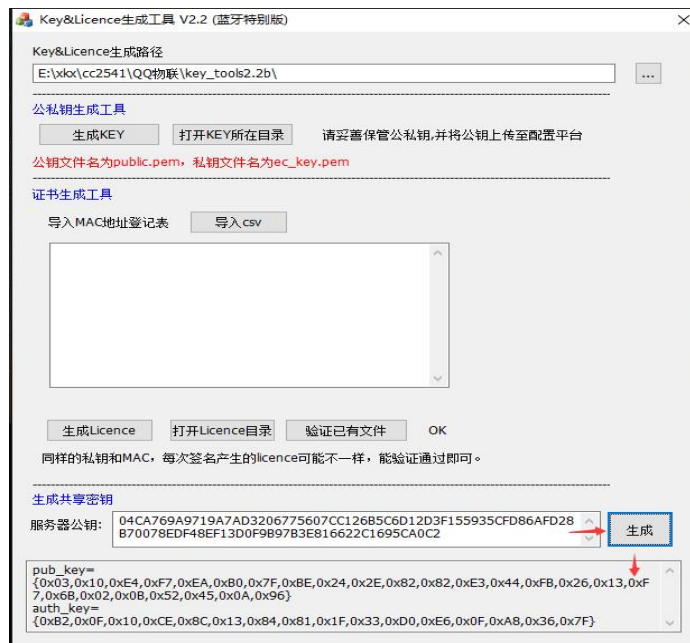 Key&Licence生成工具 V2.2 (蓝牙特别版)
Key&Licence生成路径
E:\xkx\cc2541\QQ物联\key_tools2.2b\
...
公私钥生成工具
生成KEY 打开KEY所在目录 请妥善保管公私钥,并将公钥上传至配置平台
公钥文件名为public.pem，私钥文件名为ec_key.pem
证书生成工具
导入MAC地址登记表 导入csv
生成Licence 打开Licence目录 验证已有文件 OK
同样的私钥和MAC，每次签名产生的licence可能不一样，能验证通过即可。
生成共享密钥
服务器公钥: 04CA769A9719A7AD3206775607CC126B5C6D12D3F155935CFD86AFD28
B70078EDF48EF13D0F9B97B3E816622C1695CA0C2
生成
pub_key=
{0x03,0x10,0xE4,0xF7,0xEA,0xB0,0x7F,0xBE,0x24,0x2E,0x82,0x82,0xE3,0x44,0xFB,0x26,0x13,0xF
7,0x6B,0x02,0x0B,0x52,0x45,0x0A,0x96}
auth_key=
{0xB2,0x0F,0x10,0xCE,0x8C,0x13,0x84,0x81,0x1F,0x33,0xD0,0xE6,0x0F,0xA8,0x36,0x7F}